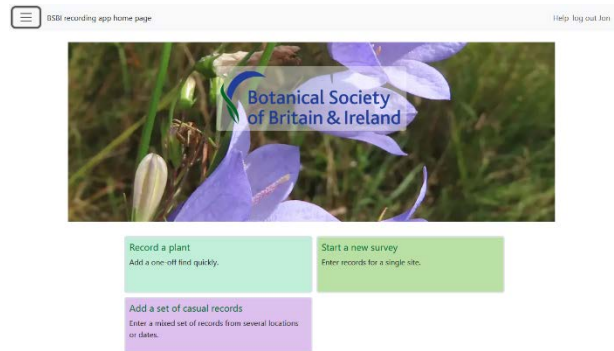 BSBI recording app home page
Help log out Jon
Botanical Society
of Britain & Ireland
Record a plant
Add a one-off find quickly.
Start a new survey
Enter records for a single site.
Add a set of casual records
Enter a mixed set of records from several locations
or dates.